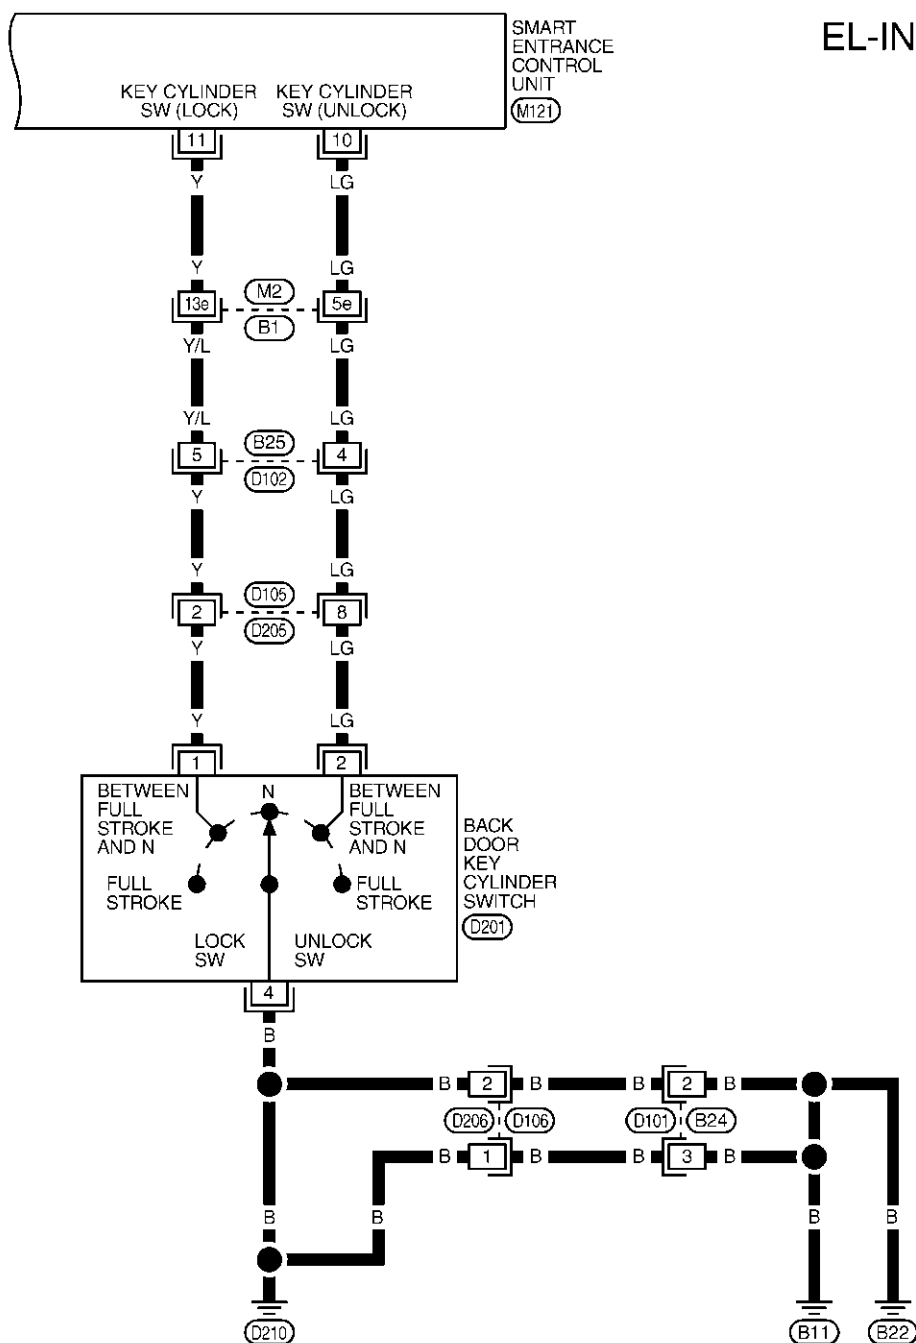 EL-IN
SMART
ENTRANCE
CONTROL
UNIT
M121
KEY CYLINDER
SW (LOCK)
KEY CYLINDER
SW (UNLOCK)
11
10
Y
LG
Y
LG
13e
M2
5e
B1
Y/L
LG
Y/L
LG
5
B25
4
D102
Y
LG
Y
LG
2
D105
8
D205
Y
LG
Y
LG
1
2
BETWEEN
FULL
STROKE
AND N
N
BETWEEN
FULL
STROKE
AND N
FULL
STROKE
FULL
STROKE
LOCK
SW
UNLOCK
SW
BACK
DOOR
KEY
CYLINDER
SWITCH
D201
4
B
B 2 B B 2 B
D206 D106 D101 B24
B 1 B B 3 B
B
B
B
B
D210
B11
B22